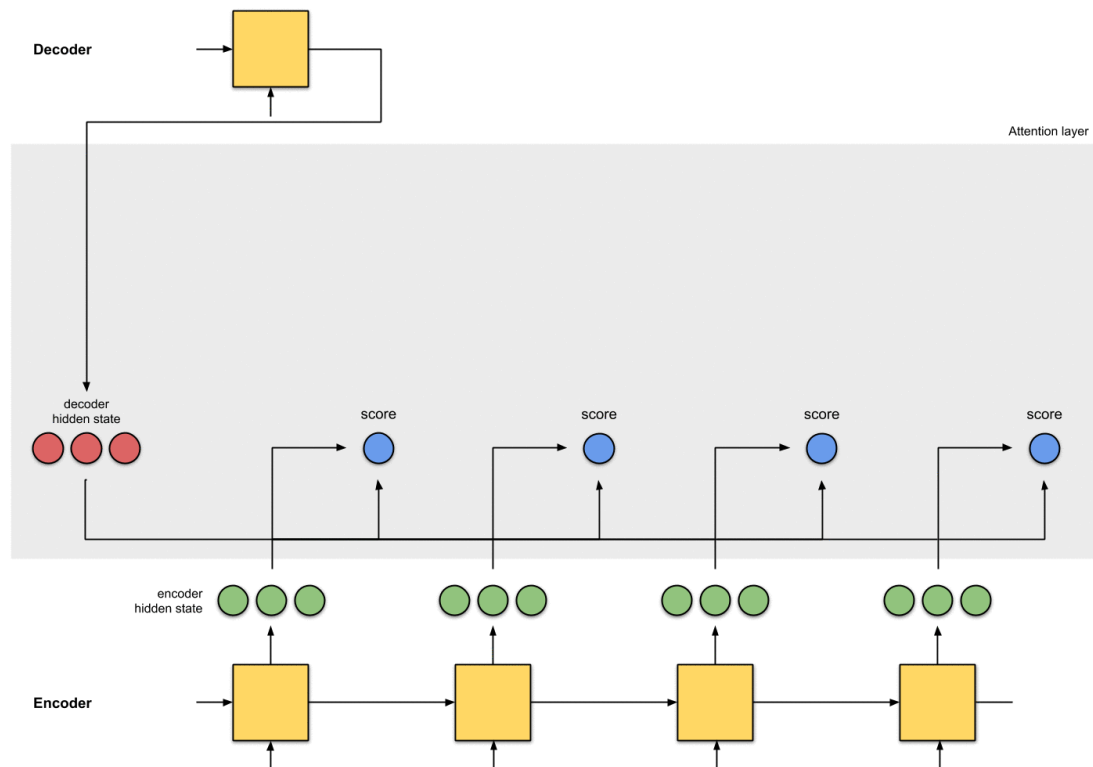 Decoder
Attention layer
decoder
hidden state
score
score
score
score
encoder
hidden state
Encoder